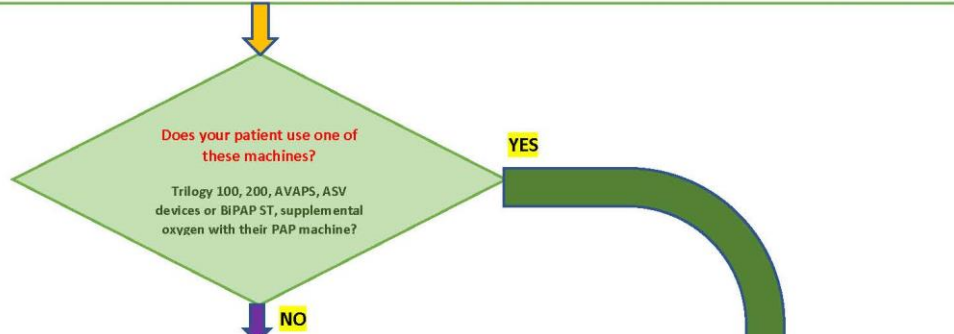 Does your patient use one of
these machines?
YES
Trilogy 100, 200, AVAPS, ASV
devices or BiPAP ST, supplemental
oxygen with their PAP machine?
NO